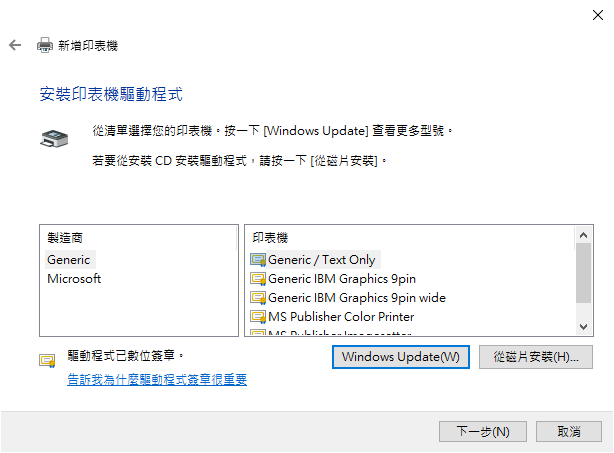 新增印表機
安裝印表機驅動程式
從清單選擇您的印表機。按一下 [Windows Update] 查看更多型號。
若要從安裝 CD 安裝驅動程式，請按一下 [從磁片安裝]。
製造商
Generic
Microsoft
印表機
Generic / Text Only
Generic IBM Graphics 9pin
Generic IBM Graphics 9pin wide
MS Publisher Color Printer
MS Publisher Imagesetter
驅動程式已數位簽章。
告訴我為什麼驅動程式簽章很重要
Windows Update(W)
從磁片安裝(H)...
下一步(N)
取消